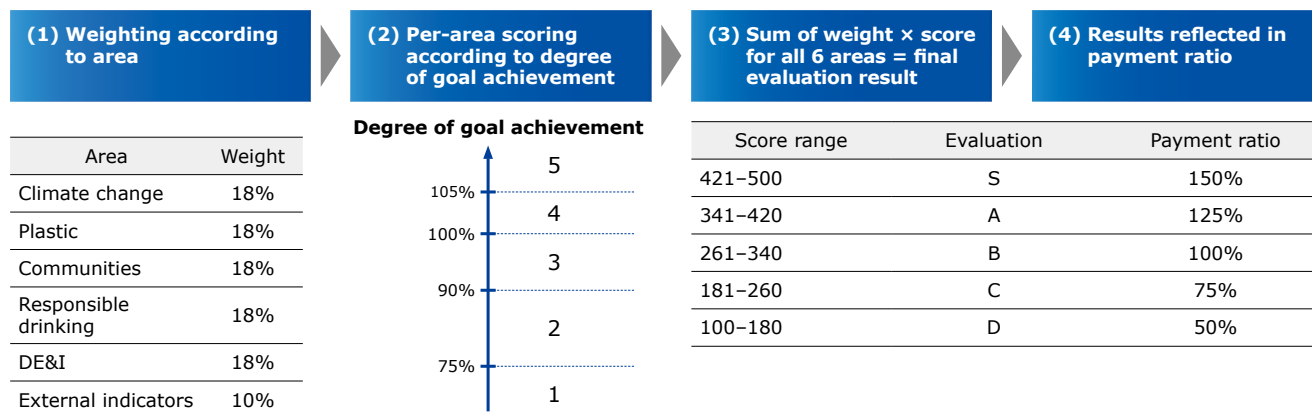 (1) Weighting according
to area
(2) Per-area scoring
according to degree
of goal achievement
(3) Sum of weight × score
for all 6 areas = final
evaluation result
(4) Results reflected in
payment ratio
Area Weight
Climate change 18%
Plastic 18%
Communities 18%
Responsible
drinking 18%
DE&I 18%
External indicators 10%
Degree of goal achievement
5
105%
4
100%
3
90%
2
75%
1
Score range Evaluation Payment ratio
421–500 S 150%
341–420 A 125%
261–340 B 100%
181–260 C 75%
100–180 D 50%